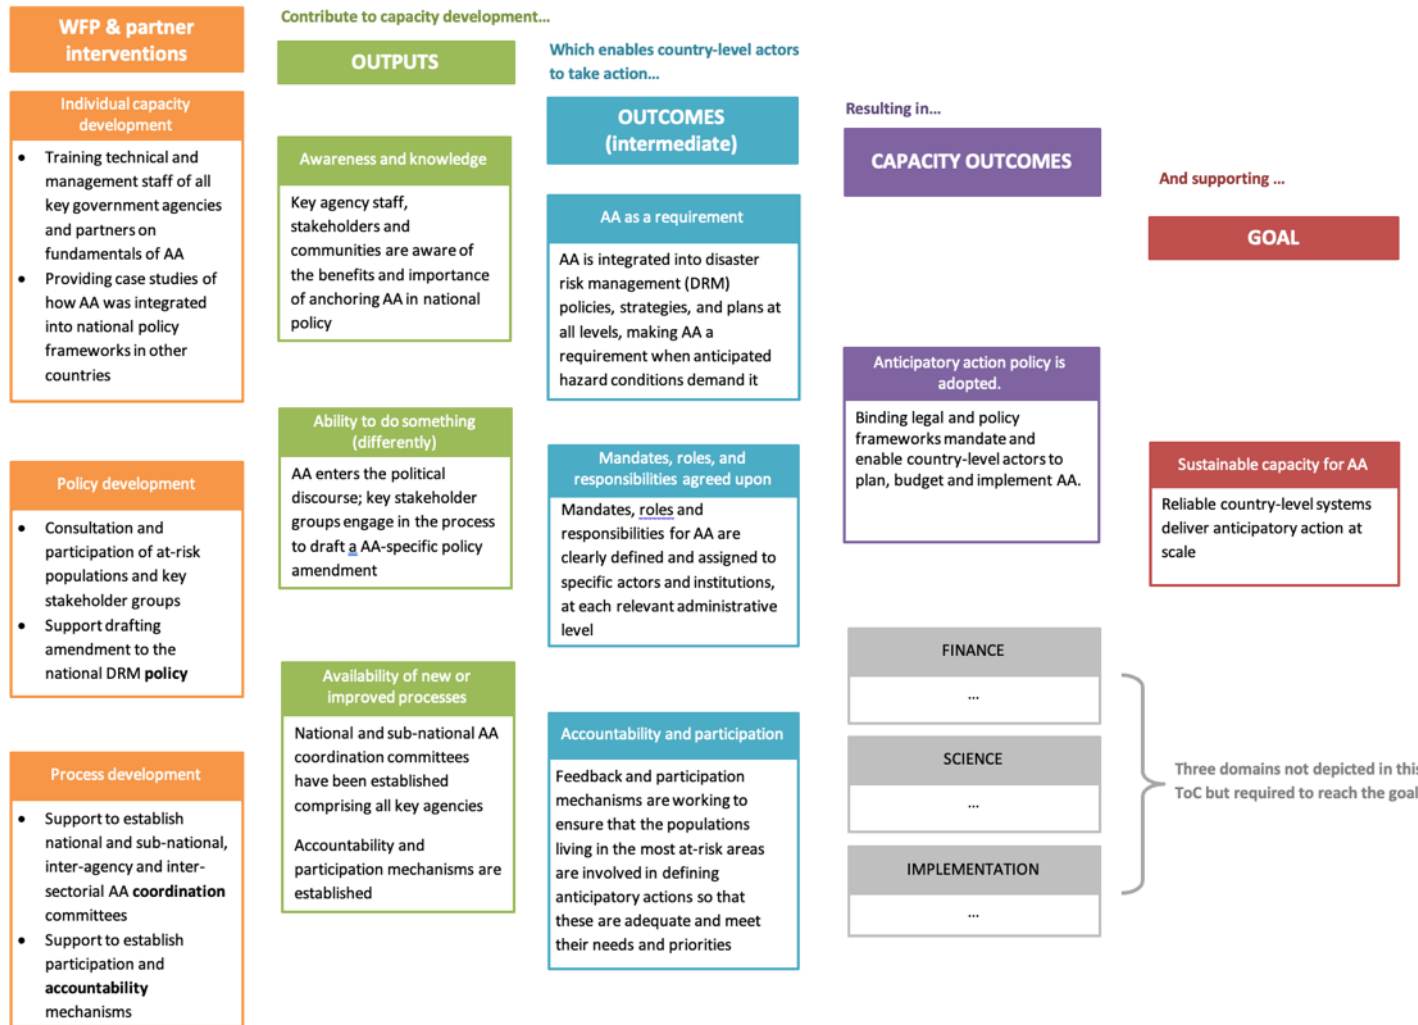 WFP & partner
interventions
Individual capacity
development
• Training technical and
management staff of all
key government agencies
and partners on
fundamentals of AA
• Providing case studies of
how AA was integrated
into national policy
frameworks in other
countries
Policy development
• Consultation and
participation of at-risk
populations and key
stakeholder groups
• Support drafting
amendment to the
national DRM policy
Process development
• Support to establish
national and sub-national,
inter-agency and inter-
sectorial AA coordination
committees
• Support to establish
participation and
accountability
mechanisms
Contribute to capacity development...
OUTPUTS
Awareness and knowledge
Key agency staff,
stakeholders and
communities are aware of
the benefits and importance
of anchoring AA in national
policy
Ability to do something
(differently)
AA enters the political
discourse; key stakeholder
groups engage in the process
to draft a AA-specific policy
amendment
Availability of new or
improved processes
National and sub-national AA
coordination committees
have been established
comprising all key agencies
Accountability and
participation mechanisms are
established
Which enables country-level actors
to take action...
OUTCOMES
(intermediate)
AA as a requirement
AA is integrated into disaster
risk management (DRM)
policies, strategies, and plans at
all levels, making AA a
requirement when anticipated
hazard conditions demand it
Mandates, roles, and
responsibilities agreed upon
Mandates, roles and
responsibilities for AA are
clearly defined and assigned to
specific actors and institutions,
at each relevant administrative
level
Accountability and participation
Feedback and participation
mechanisms are working to
ensure that the populations
living in the most at-risk areas
are involved in defining
anticipatory actions so that
these are adequate and meet
their needs and priorities
Resulting in...
CAPACITY OUTCOMES
Anticipatory action policy is
adopted.
Binding legal and policy
frameworks mandate and
enable country-level actors to
plan, budget and implement AA.
FINANCE
...
SCIENCE
...
IMPLEMENTATION
...
And supporting ...
GOAL
Sustainable capacity for AA
Reliable country-level systems
deliver anticipatory action at
scale
Three domains not depicted in this
ToC but required to reach the goal